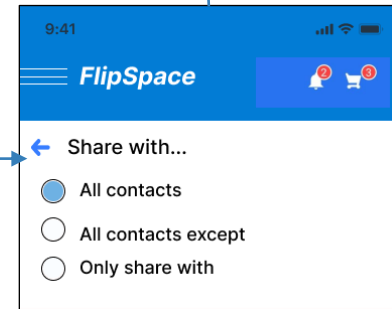 9:41
FlipSpace
2
3
Share with...
All contacts
All contacts except
Only share with